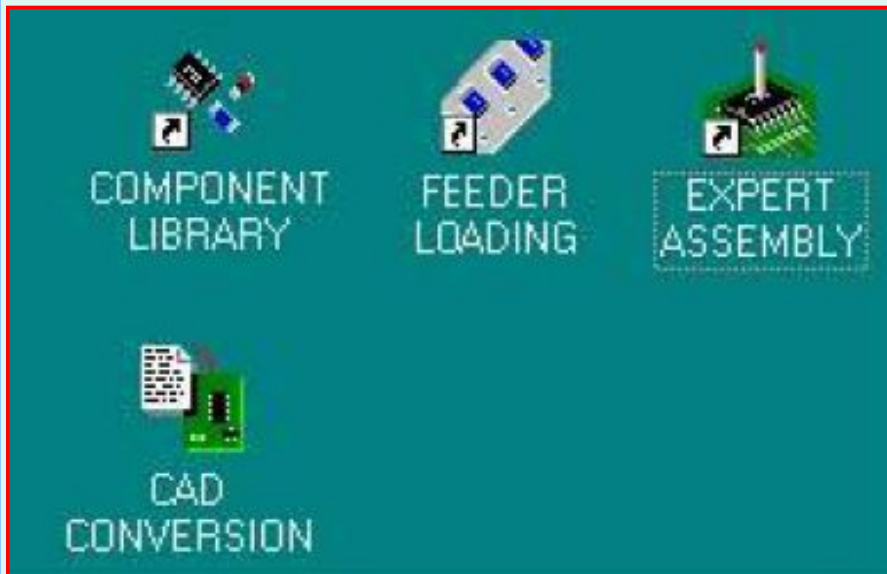 COMPONENT
LIBRARY
FEEDER
LOADING
EXPERT
ASSEMBLY
CAD
CONVERSION